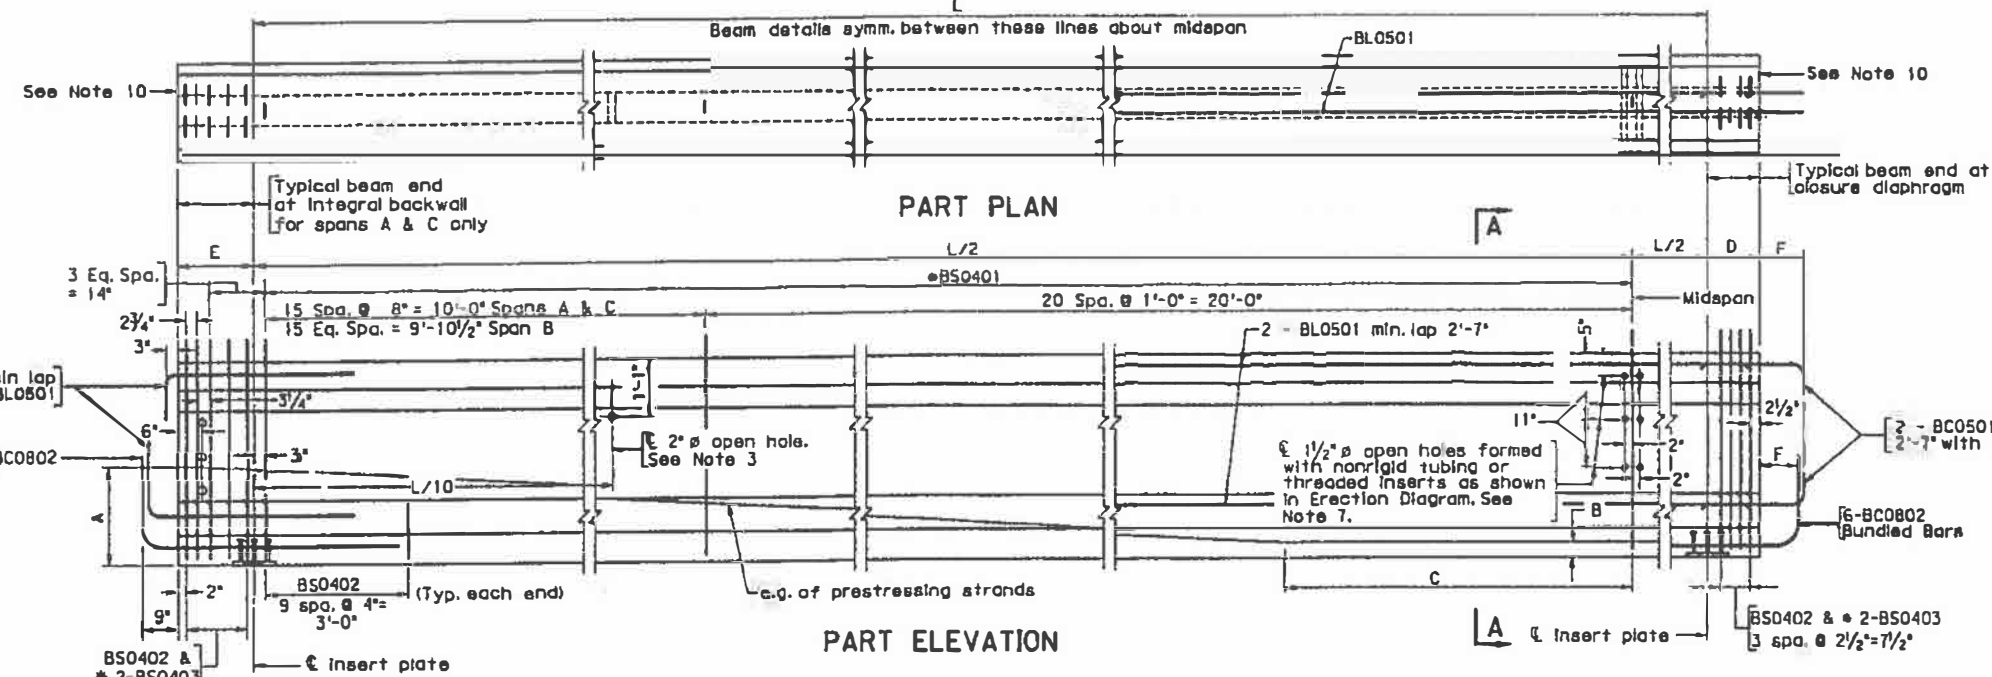 L
Beam details symm. between these lines about midspan
BL0501
See Note 10
See Note 10
Typical beam end
at integral backwall
for spans A & C only
PART PLAN
A
Typical beam end at
closure diaphragm
E
L/2
L/2
D
F
3 Eq. Spa.
= 14"
*BS0401
15 Spa. @ 8" = 10'-0" Spans A & C
15 Eq. Spa. = 9'-10½" Span B
20 Spa. @ 1'-0" = 20'-0"
Midspan
2¾"
2 - BL0501 min. lap 2'-7"
5"
3"
min lap
BL0501
1'-1"
3¼"
6"
11"
2½"
2 - BC0501
2'-7" with
BC0802
3"
℄ 2" ø open hole.
See Note 3
2"
2"
℄ 1½" ø open holes formed
with nonrigid tubing or
threaded inserts as shown
in Erection Diagram. See
Note 7.
F
L/10
A
B
6-BC0802
Bundled Bars
2"
BS0402
9 spa. @ 4"=
3'-0"
(Typ. each end)
c.g. of prestressing strands
C
9"
PART ELEVATION
A
℄ insert plate
BS0402 & * 2-BS0403
3 spa. @ 2½"=7½"
BS0402 &
* 2-BS0403
℄ insert plate